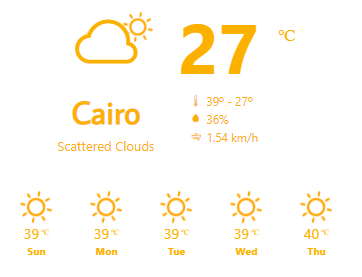 27 °C
Cairo
39º - 27º
36%
Scattered Clouds
1.54 km/h
39 °C 39 °C 39 °C 39 °C 40 °C
Sun Mon Tue Wed Thu